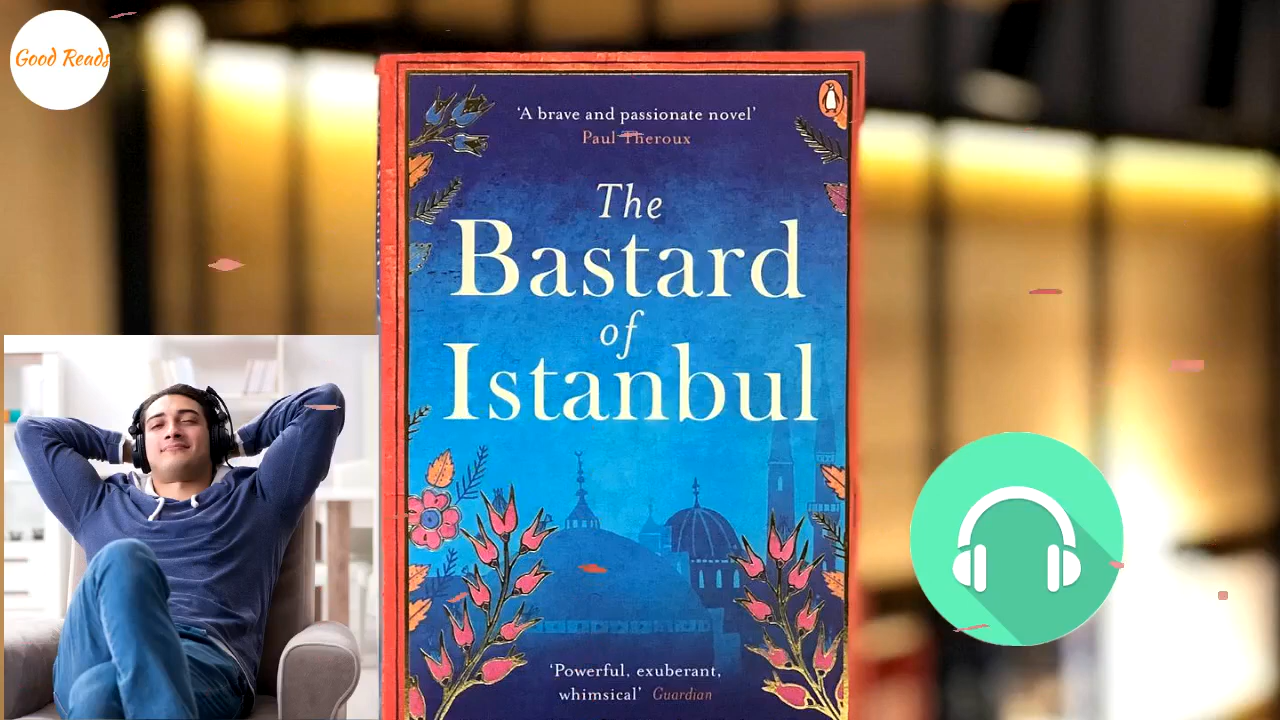 Good Reads
‘A brave and passionate novel’
Paul Theroux
The
Bastard
of
Istanbul
‘Powerful, exuberant,
whimsical’ Guardian